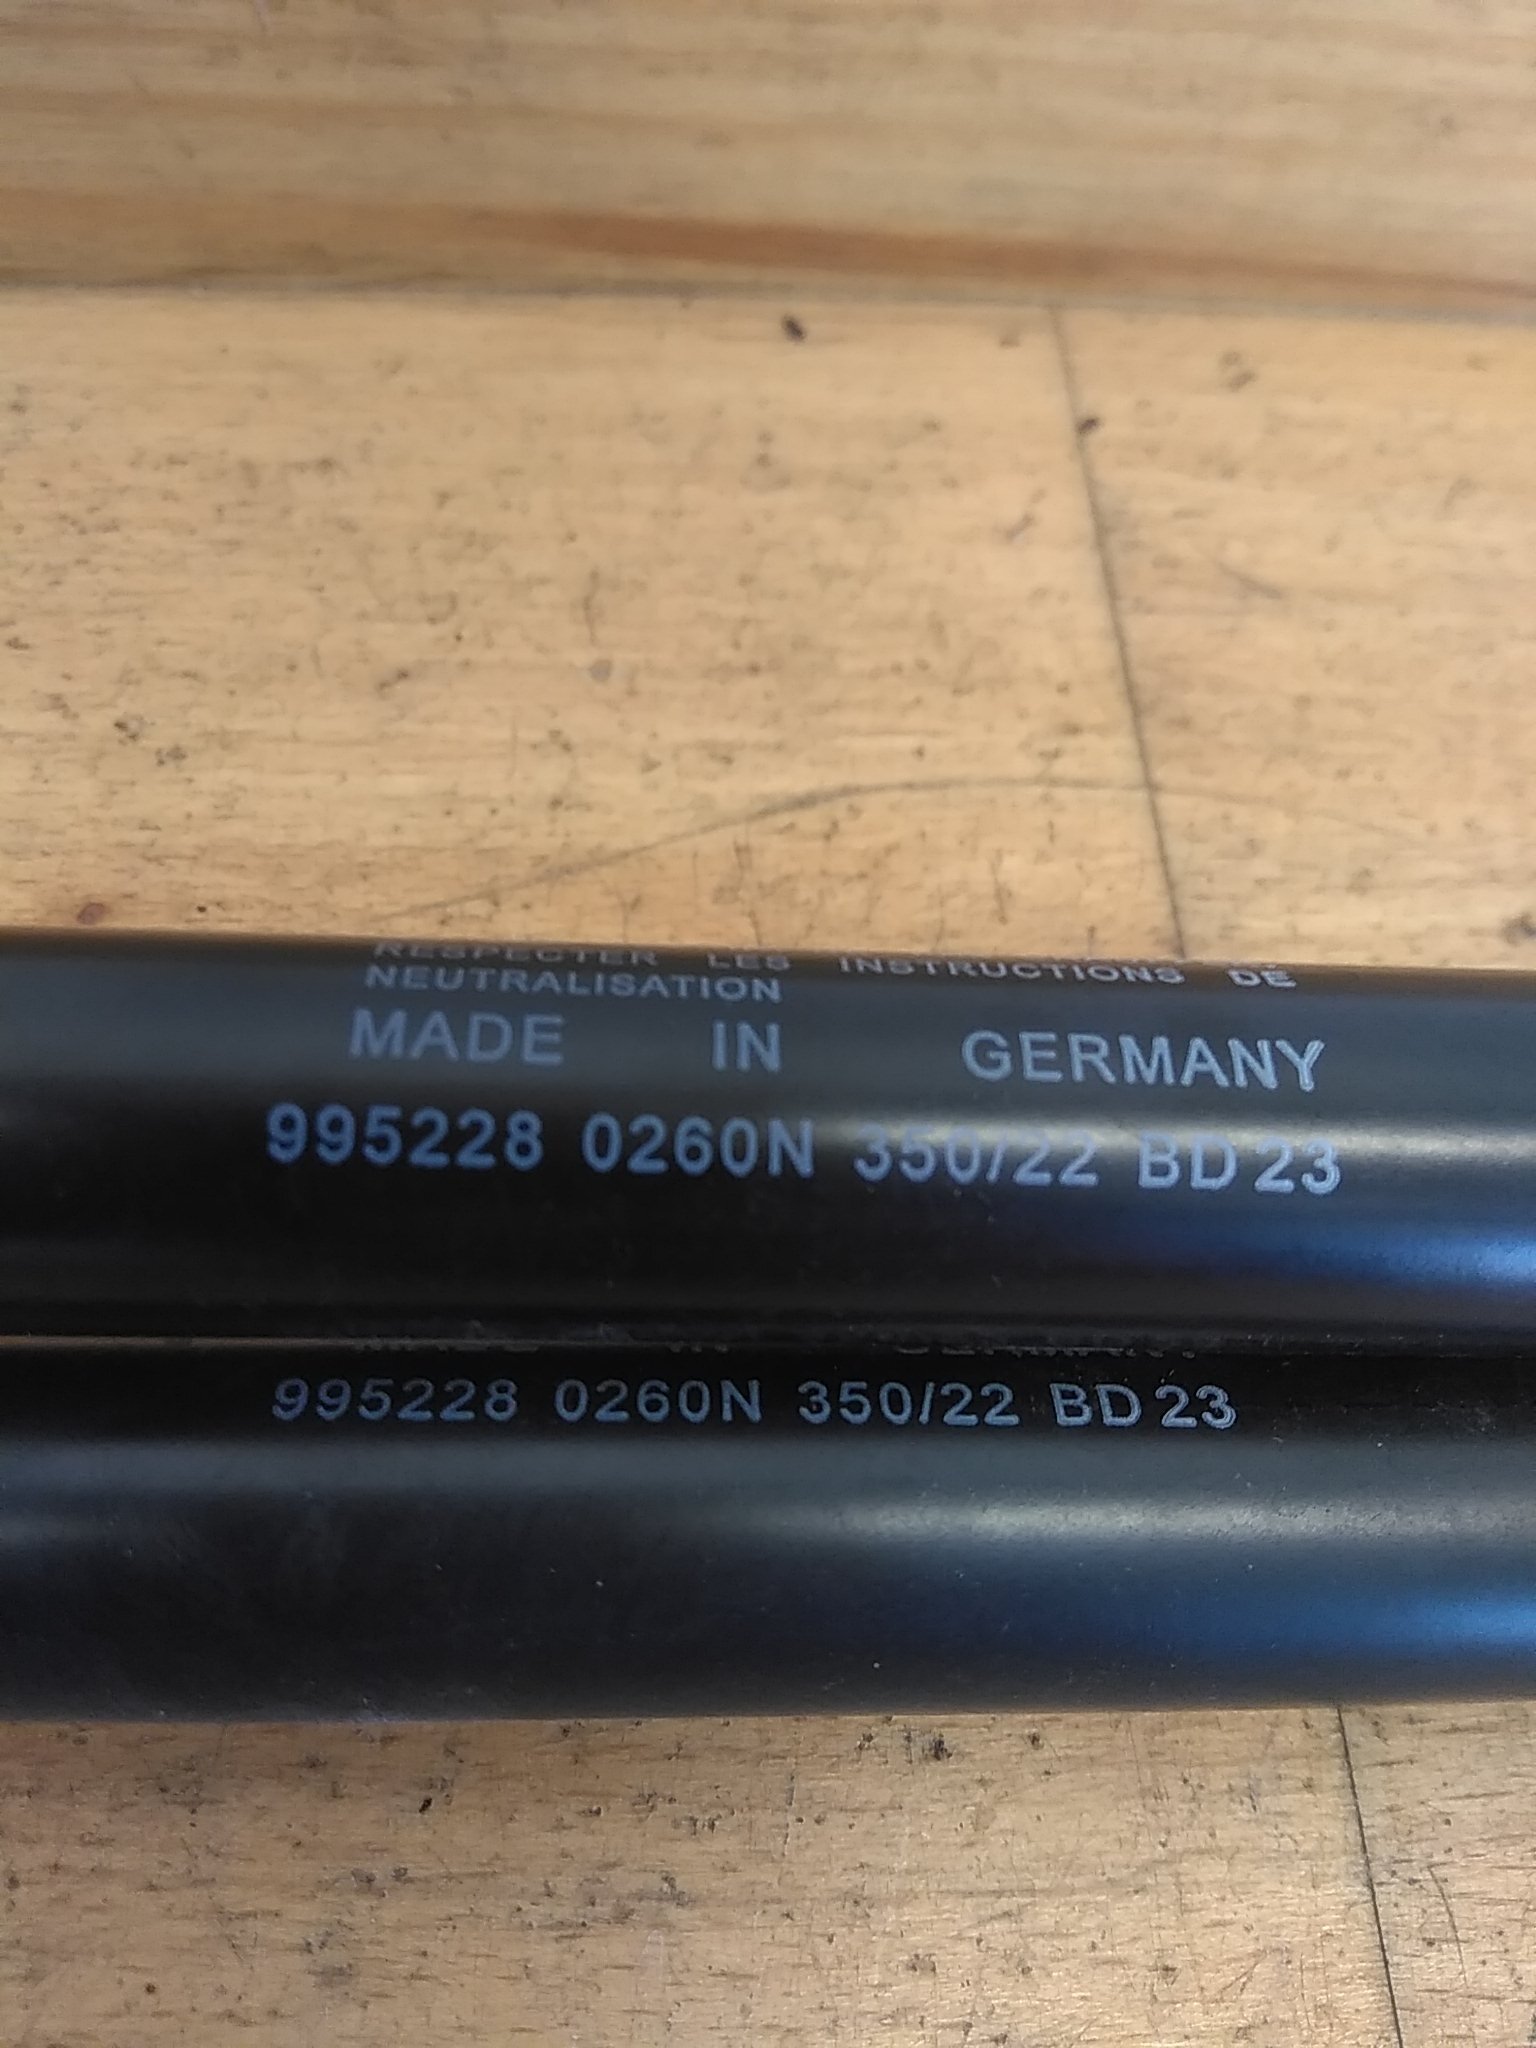 RESPECTER LES INSTRUCTIONS DE
NEUTRALISATION
MADE IN GERMANY
995228 0260N 350/22 BD 23
995228 0260N 350/22 BD 23